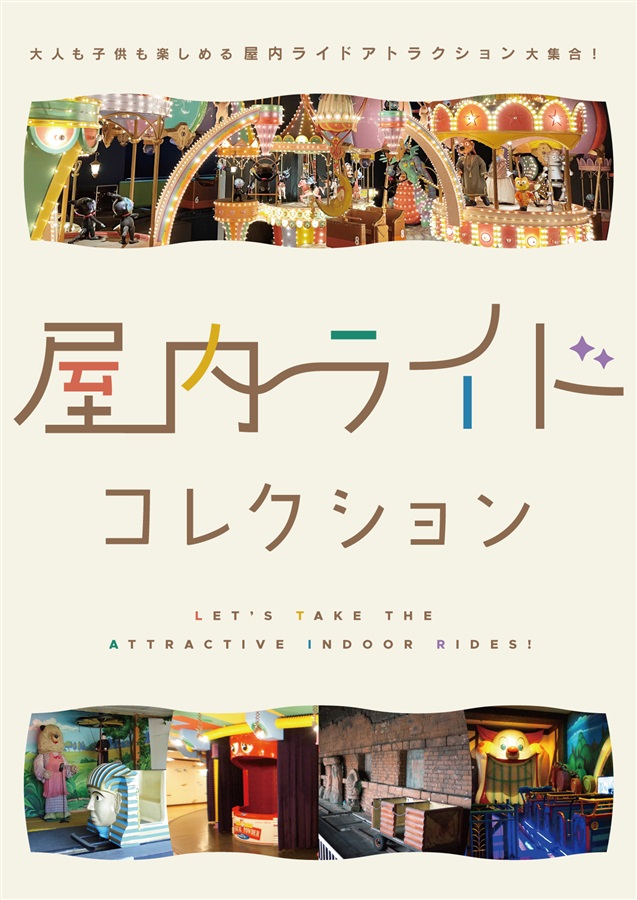 大人も子供も楽しめる屋内ライドアトラクション大集合！
屋内ライド
コレクション
LET'S TAKE THE
ATTRACTIVE INDOOR RIDES!